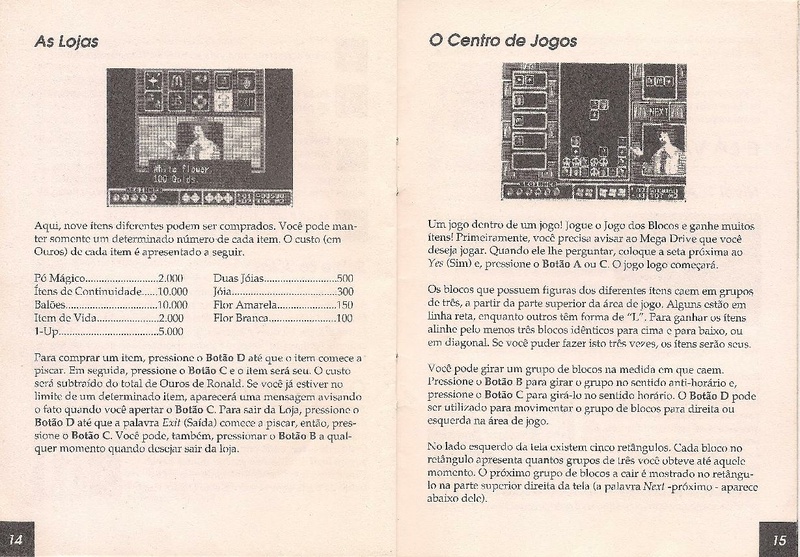 As Lojas
White Flower
100 Golds
Aqui, nove ítens diferentes podem ser comprados. Você pode man-
ter somente um determinado número de cada item. O custo (em
Ouros) de cada item é apresentado a seguir.
Pó Mágico............................2.000
Ítens de Continuidade.....10.000
Balões..................................10.000
Item de Vida.........................2.000
1-Up.....................................5.000
Duas Jóias................................500
Jóia...........................................300
Flor Amarela............................150
Flor Branca...............................100
Para comprar um item, pressione o Botão D até que o item comece a
piscar. Em seguida, pressione o Botão C e o item será seu. O custo
será subtraído do total de Ouros de Ronald. Se você já estiver no
limite de um determinado item, aparecerá uma mensagem avisando
o fato quando você apertar o Botão C. Para sair da Loja, pressione o
Botão D até que a palavra Exit (Saída) comece a piscar, então, pres-
sione o Botão C. Você pode, também, pressionar o Botão B a qual-
quer momento quando desejar sair da loja.
14
O Centro de Jogos
NEXT
Um jogo dentro de um jogo! Jogue o Jogo dos Blocos e ganhe muitos
ítens! Primeiramente, você precisa avisar ao Mega Drive que você
deseja jogar. Quando ele lhe perguntar, coloque a seta próxima ao
Yes (Sim) e, pressione o Botão A ou C. O jogo logo começará.
Os blocos que possuem figuras dos diferentes ítens caem em grupos
de três, a partir da parte superior da área de jogo. Alguns estão em
linha reta, enquanto outros têm forma de "L". Para ganhar os ítens
alinhe pelo menos três blocos idênticos para cima e para baixo, ou
em diagonal. Se você puder fazer isto três vezes, os ítens serão seus.
Você pode girar um grupo de blocos na medida em que caem.
Pressione o Botão B para girar o grupo no sentido anti-horário e,
pressione o Botão C para girá-lo no sentido horário. O Botão D pode
ser utilizado para movimentar o grupo de blocos para direita ou
esquerda na área de jogo.
No lado esquerdo da tela existem cinco retângulos. Cada bloco no
retângulo apresenta quantos grupos de três você obteve até aquele
momento. O próximo grupo de blocos a cair é mostrado no retângu-
lo na parte superior direita da tela (a palavra Next -próximo - aparece
abaixo dele).
15